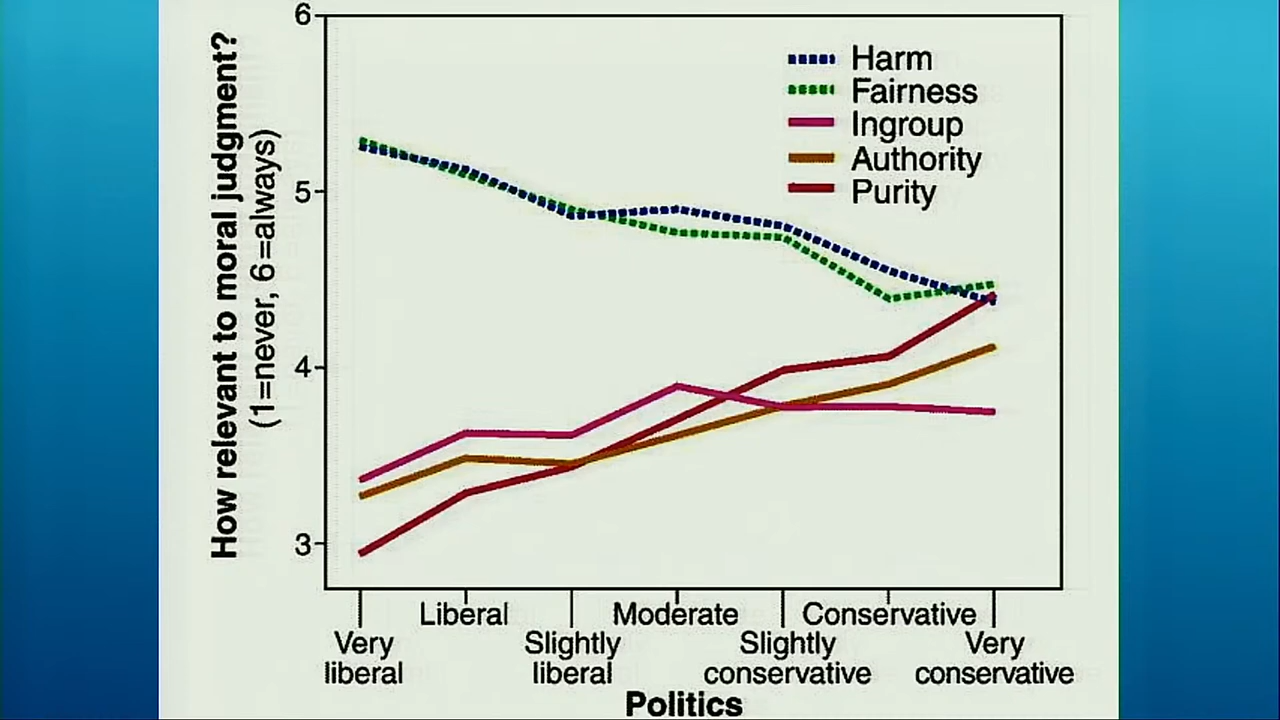 How relevant to moral judgment?
(1=never, 6=always)
6
5
4
3
Harm
Fairness
Ingroup
Authority
Purity
Very
liberal
Liberal
Slightly
liberal
Moderate
Slightly
conservative
Conservative
Very
conservative
Politics